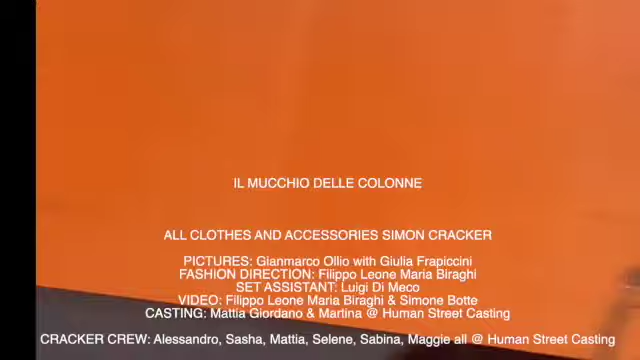 IL MUCCHIO DELLE COLONNE
ALL CLOTHES AND ACCESSORIES SIMON CRACKER
PICTURES: Gianmarco Ollio with Giulia Frapiccini
FASHION DIRECTION: Filippo Leone Maria Biraghi
SET ASSISTANT: Luigi Di Meco
VIDEO: Filippo Leone Maria Biraghi & Simone Botte
CASTING: Mattia Giordano & Martina @ Human Street Casting
CRACKER CREW: Alessandro, Sasha, Mattia, Selene, Sabina, Maggie all @ Human Street Casting